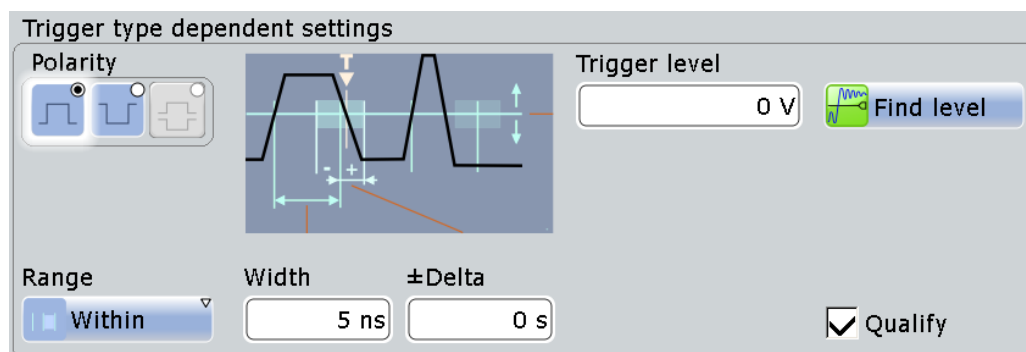 Trigger type dependent settings
Polarity
T
- +
Trigger level
0 V
Find level
Range
Within
Width
5 ns
±Delta
0 s
Qualify